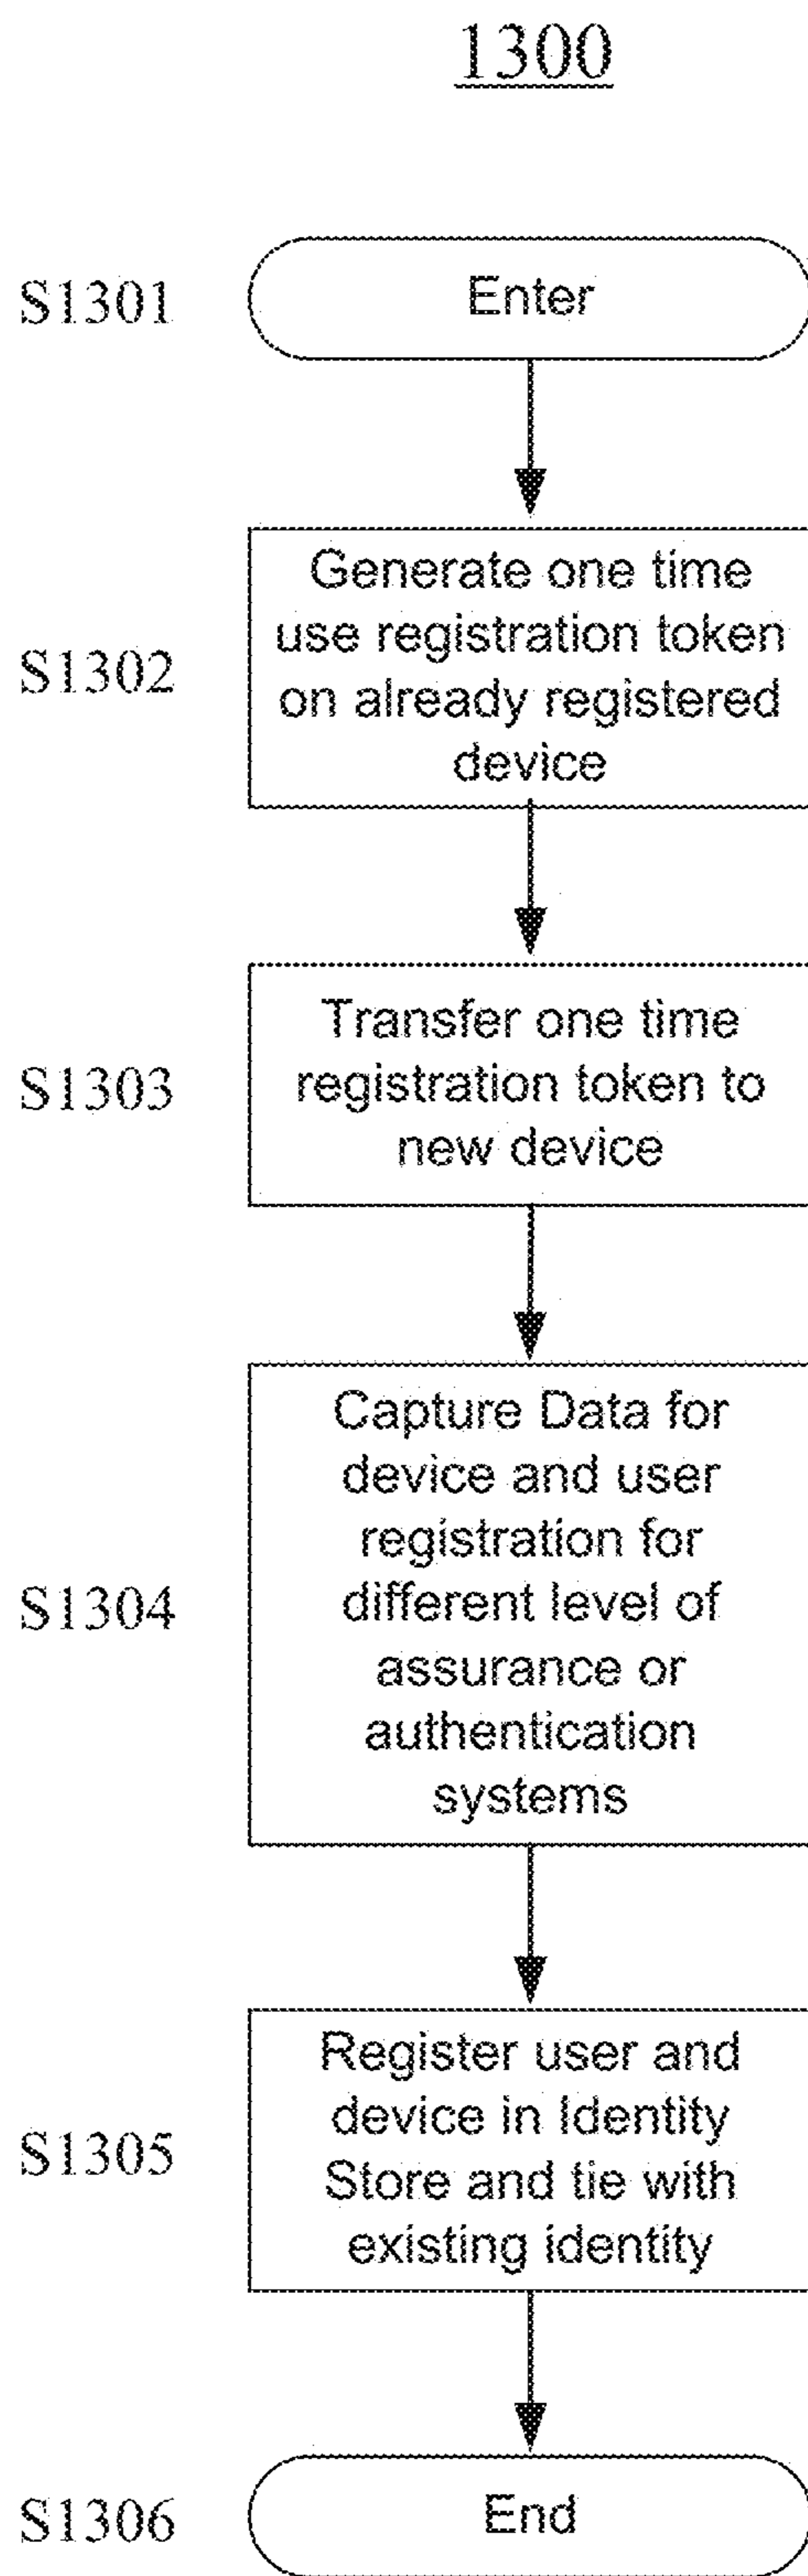 1300
S1301
Enter
S1302
Generate one time
use registration token
on already registered
device
S1303
Transfer one time
registration token to
new device
S1304
Capture Data for
device and user
registration for
different level of
assurance or
authentication
systems
S1305
Register user and
device in Identity
Store and tie with
existing identity
S1306
End